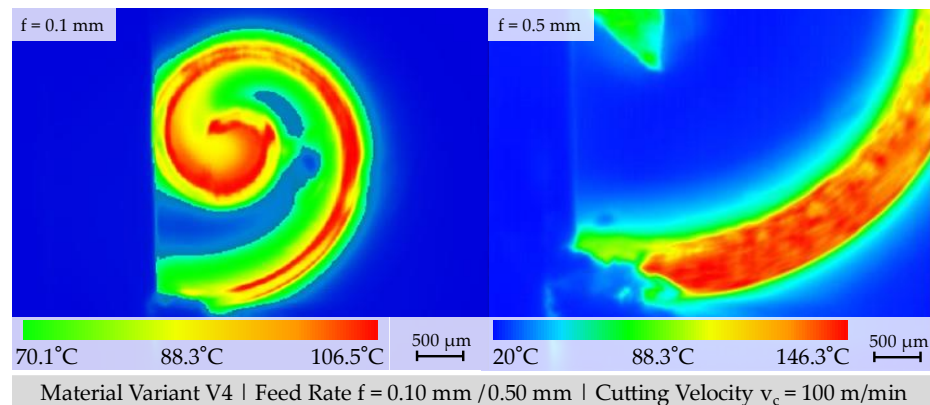 f = 0.1 mm
f = 0.5 mm
70.1°C 88.3°C 106.5°C 500 µm
20°C 88.3°C 146.3°C 500 µm
Material Variant V4 | Feed Rate f = 0.10 mm /0.50 mm | Cutting Velocity vc = 100 m/min